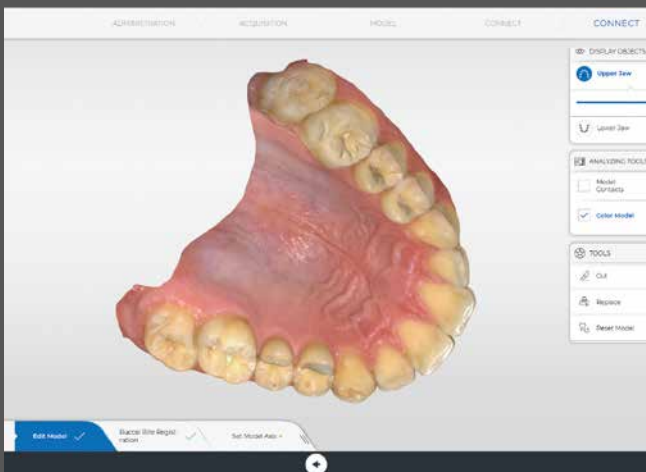 ADMINISTRATION
ACQUISITION
MODEL
CONNECT
CONNECT
DISPLAY OBJECTS
Upper Jaw
Lower Jaw
ANALYZING TOOLS
Model
Contacts
Color Model
TOOLS
Cut
Replace
Reset Model
Edit Model
Buccal Bite Regist-
ration
Set Model Axis